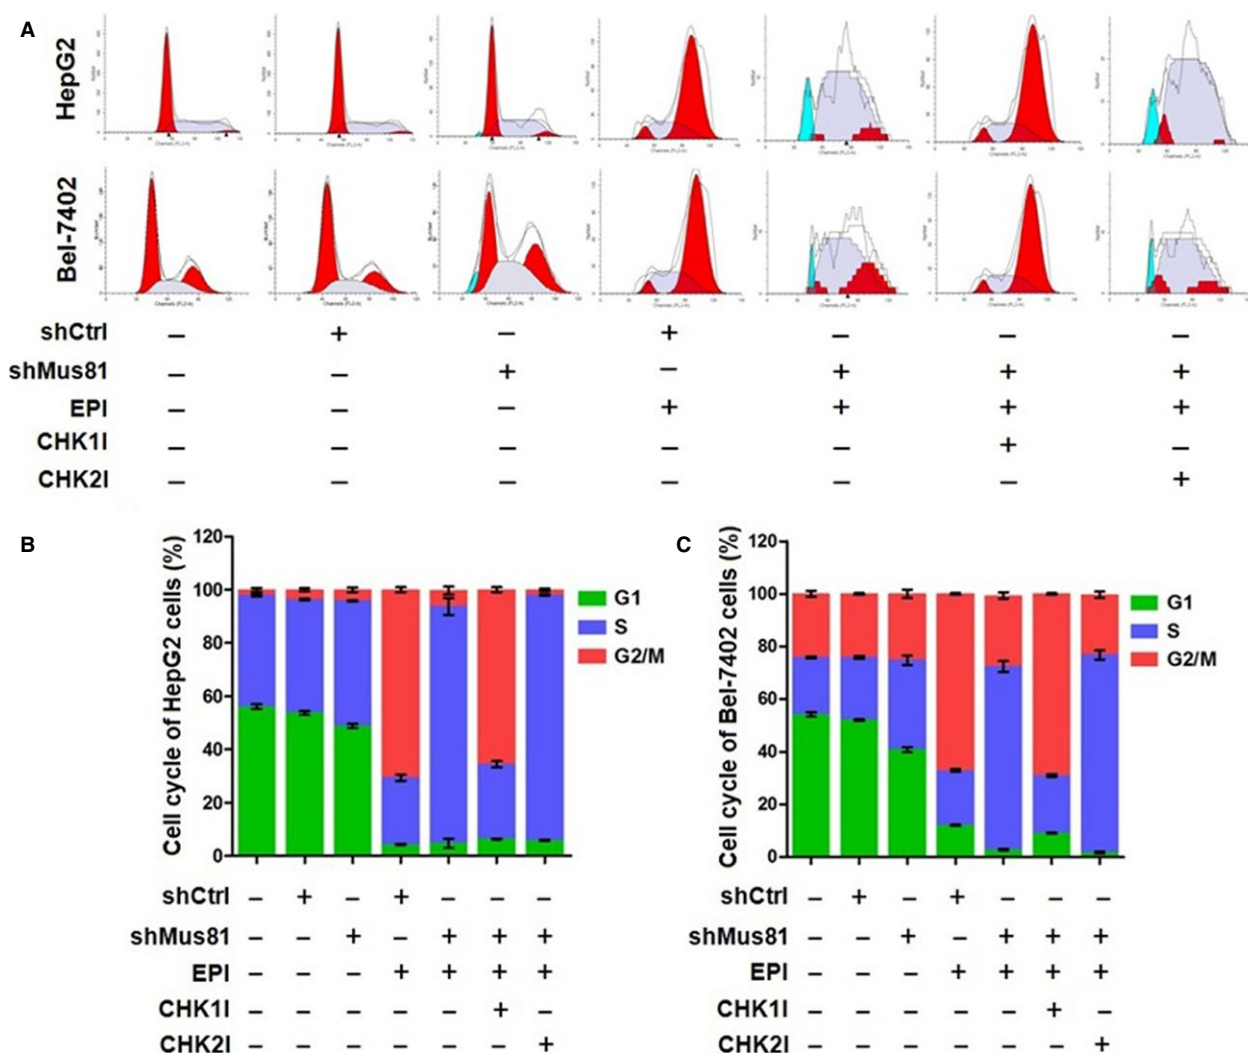 A
HepG2
Bel-7402
shCtrl – + – + – – –
shMus81 – – + – + + +
EPI – – – + + + +
CHK1I – – – – – + –
CHK2I – – – – – – +
B
Cell cycle of HepG2 cells (%)
120
100
80
60
40
20
0
G1
S
G2/M
shCtrl – + – + – – –
shMus81 – – + – + + +
EPI – – – + + + +
CHK1I – – – – – + –
CHK2I – – – – – – +
C
Cell cycle of Bel-7402 cells (%)
120
100
80
60
40
20
0
G1
S
G2/M
shCtrl – + – + – – –
shMus81 – – + – + + +
EPI – – – + + + +
CHK1I – – – – – + –
CHK2I – – – – – – +